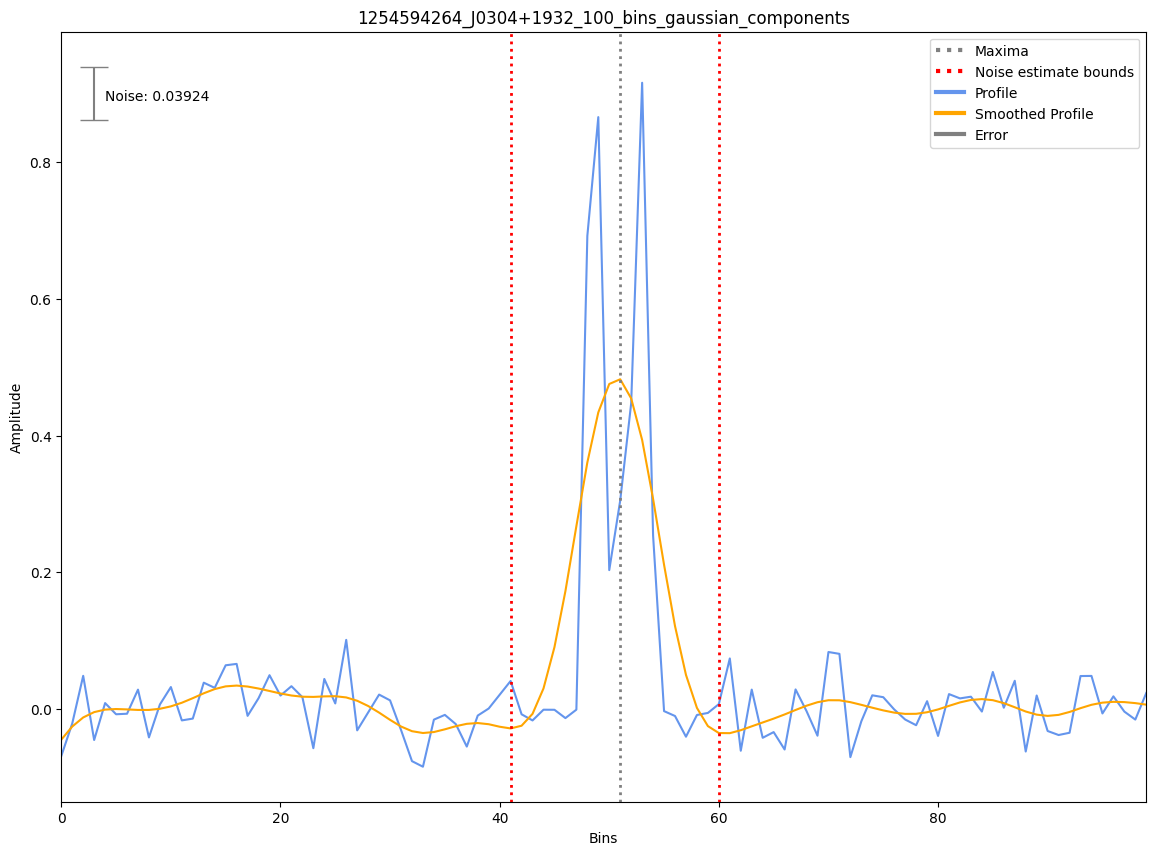 1254594264_J0304+1932_100_bins_gaussian_components
Noise: 0.03924
Maxima
Noise estimate bounds
Profile
Smoothed Profile
Error
Amplitude
0.8
0.6
0.4
0.2
0.0
0 20 40 60 80
Bins